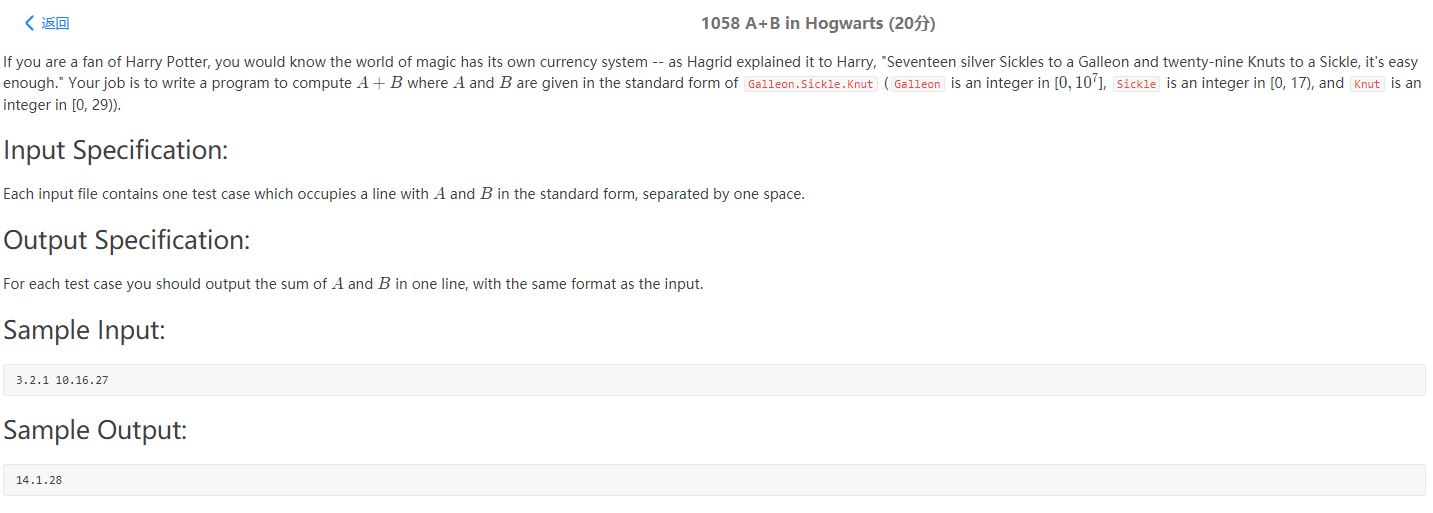 返回
1058 A+B in Hogwarts (20分)
If you are a fan of Harry Potter, you would know the world of magic has its own currency system -- as Hagrid explained it to Harry, "Seventeen silver Sickles to a Galleon and twenty-nine Knuts to a Sickle, it's easy
enough." Your job is to write a program to compute A + B where A and B are given in the standard form of Galleon.Sickle.Knut ( Galleon is an integer in [0, 10⁷], Sickle is an integer in [0, 17), and Knut is an
integer in [0, 29)).
Input Specification:
Each input file contains one test case which occupies a line with A and B in the standard form, separated by one space.
Output Specification:
For each test case you should output the sum of A and B in one line, with the same format as the input.
Sample Input:
3.2.1 10.16.27
Sample Output:
14.1.28